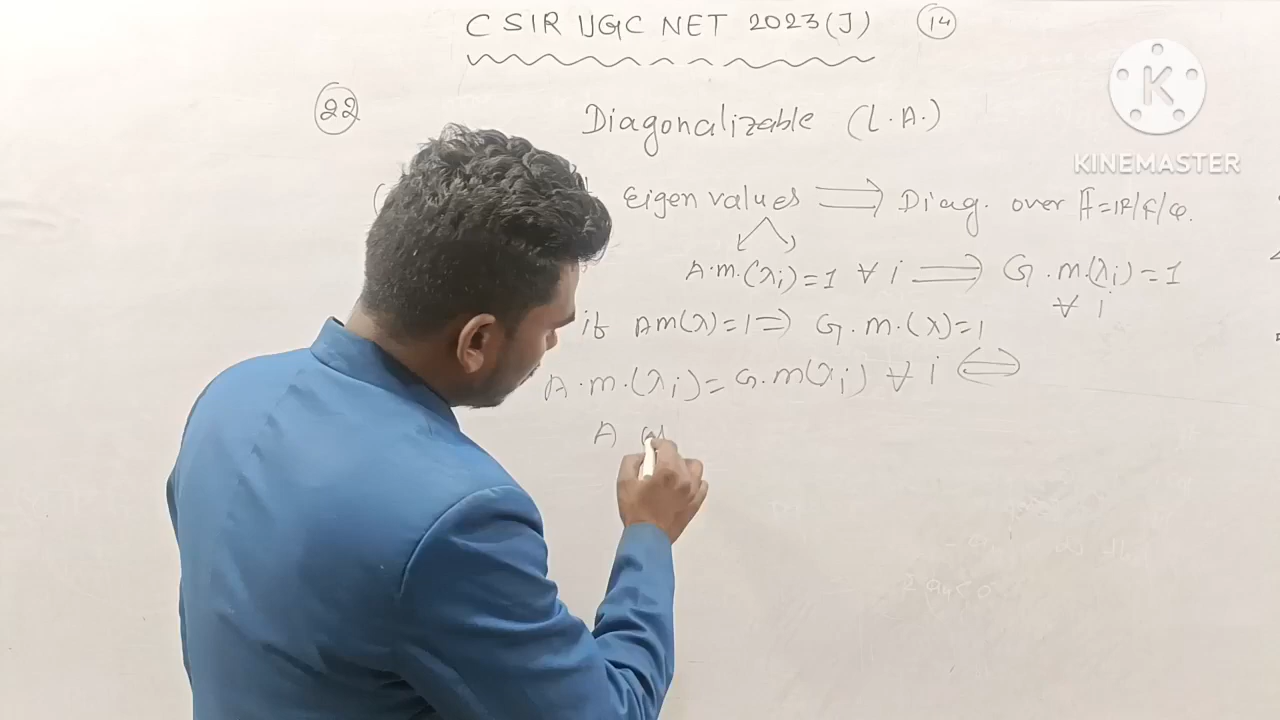 CSIR UGC NET 2023(J) 14
22 Diagonalizable (L.A.)
Eigen values ⟹ Diag. over F=IR/¢/Q.
A.m.(λi)=1 ∀ i ⟹ G.m.(λi)=1
∀ i
if Am(λ)=1⇒ G.m.(λ)=1
A.m.(λi)=G.m(λi) ∀ i ⟺
A
KINEMASTER